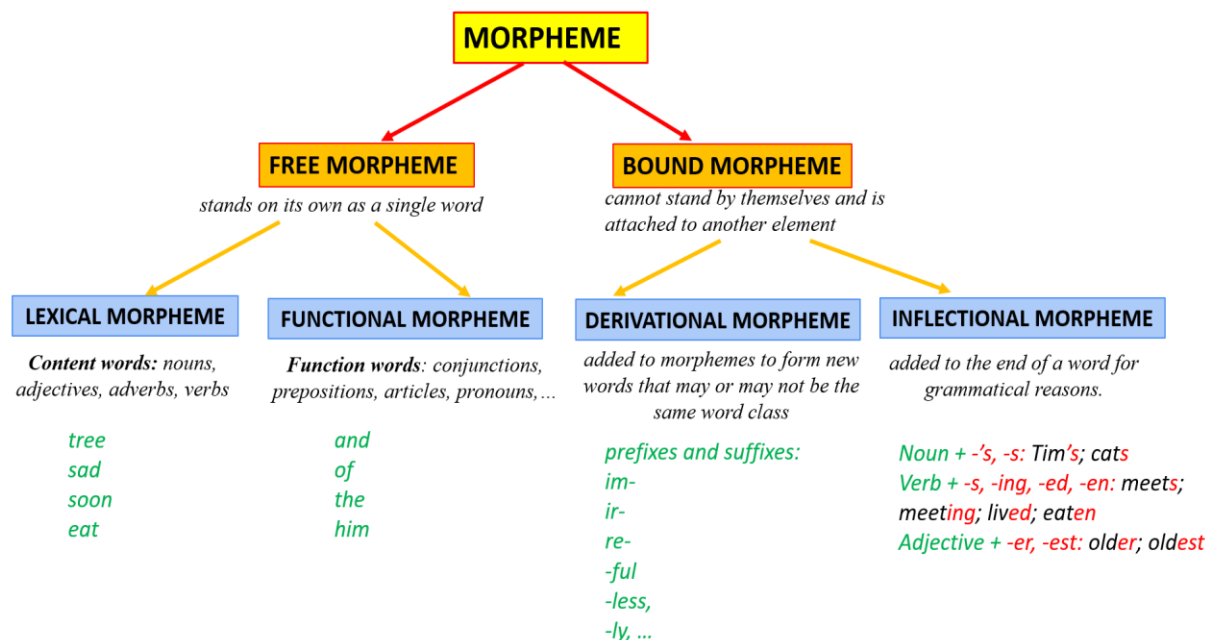 MORPHEME
FREE MORPHEME
stands on its own as a single word
BOUND MORPHEME
cannot stand by themselves and is
attached to another element
LEXICAL MORPHEME
Content words: nouns,
adjectives, adverbs, verbs
tree
sad
soon
eat
FUNCTIONAL MORPHEME
Function words: conjunctions,
prepositions, articles, pronouns,...
and
of
the
him
DERIVATIONAL MORPHEME
added to morphemes to form new
words that may or may not be the
same word class
prefixes and suffixes:
im-
ir-
re-
-ful
-less,
-ly, ...
INFLECTIONAL MORPHEME
added to the end of a word for
grammatical reasons.
Noun + -’s, -s: Tim’s; cats
Verb + -s, -ing, -ed, -en: meets;
meeting; lived; eaten
Adjective + -er, -est: older; oldest